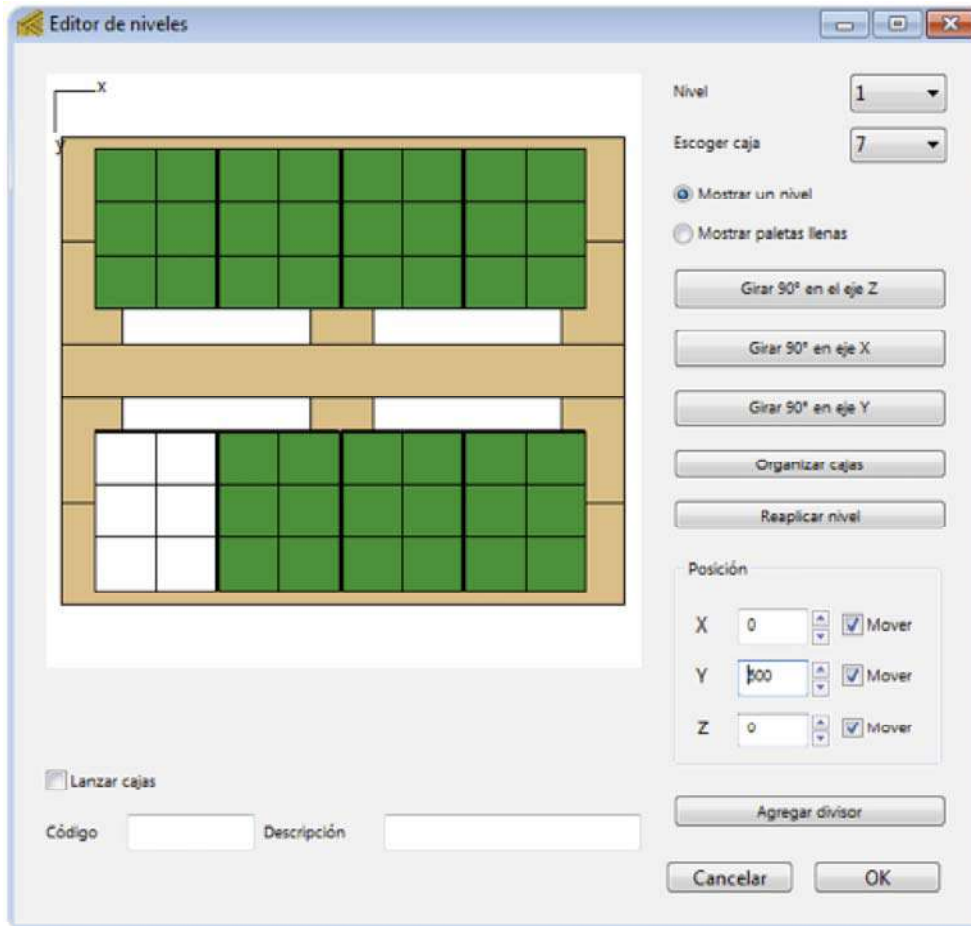 Editor de niveles
x
y
Nivel 1
Escoger caja 7
Mostrar un nivel
Mostrar paletas llenas
Girar 90° en el eje Z
Girar 90° en eje X
Girar 90° en eje Y
Organizar cajas
Reaplicar nivel
Posición
X 0 Mover
Y 500 Mover
Z 0 Mover
Lanzar cajas
Código Descripción
Agregar divisor
Cancelar OK